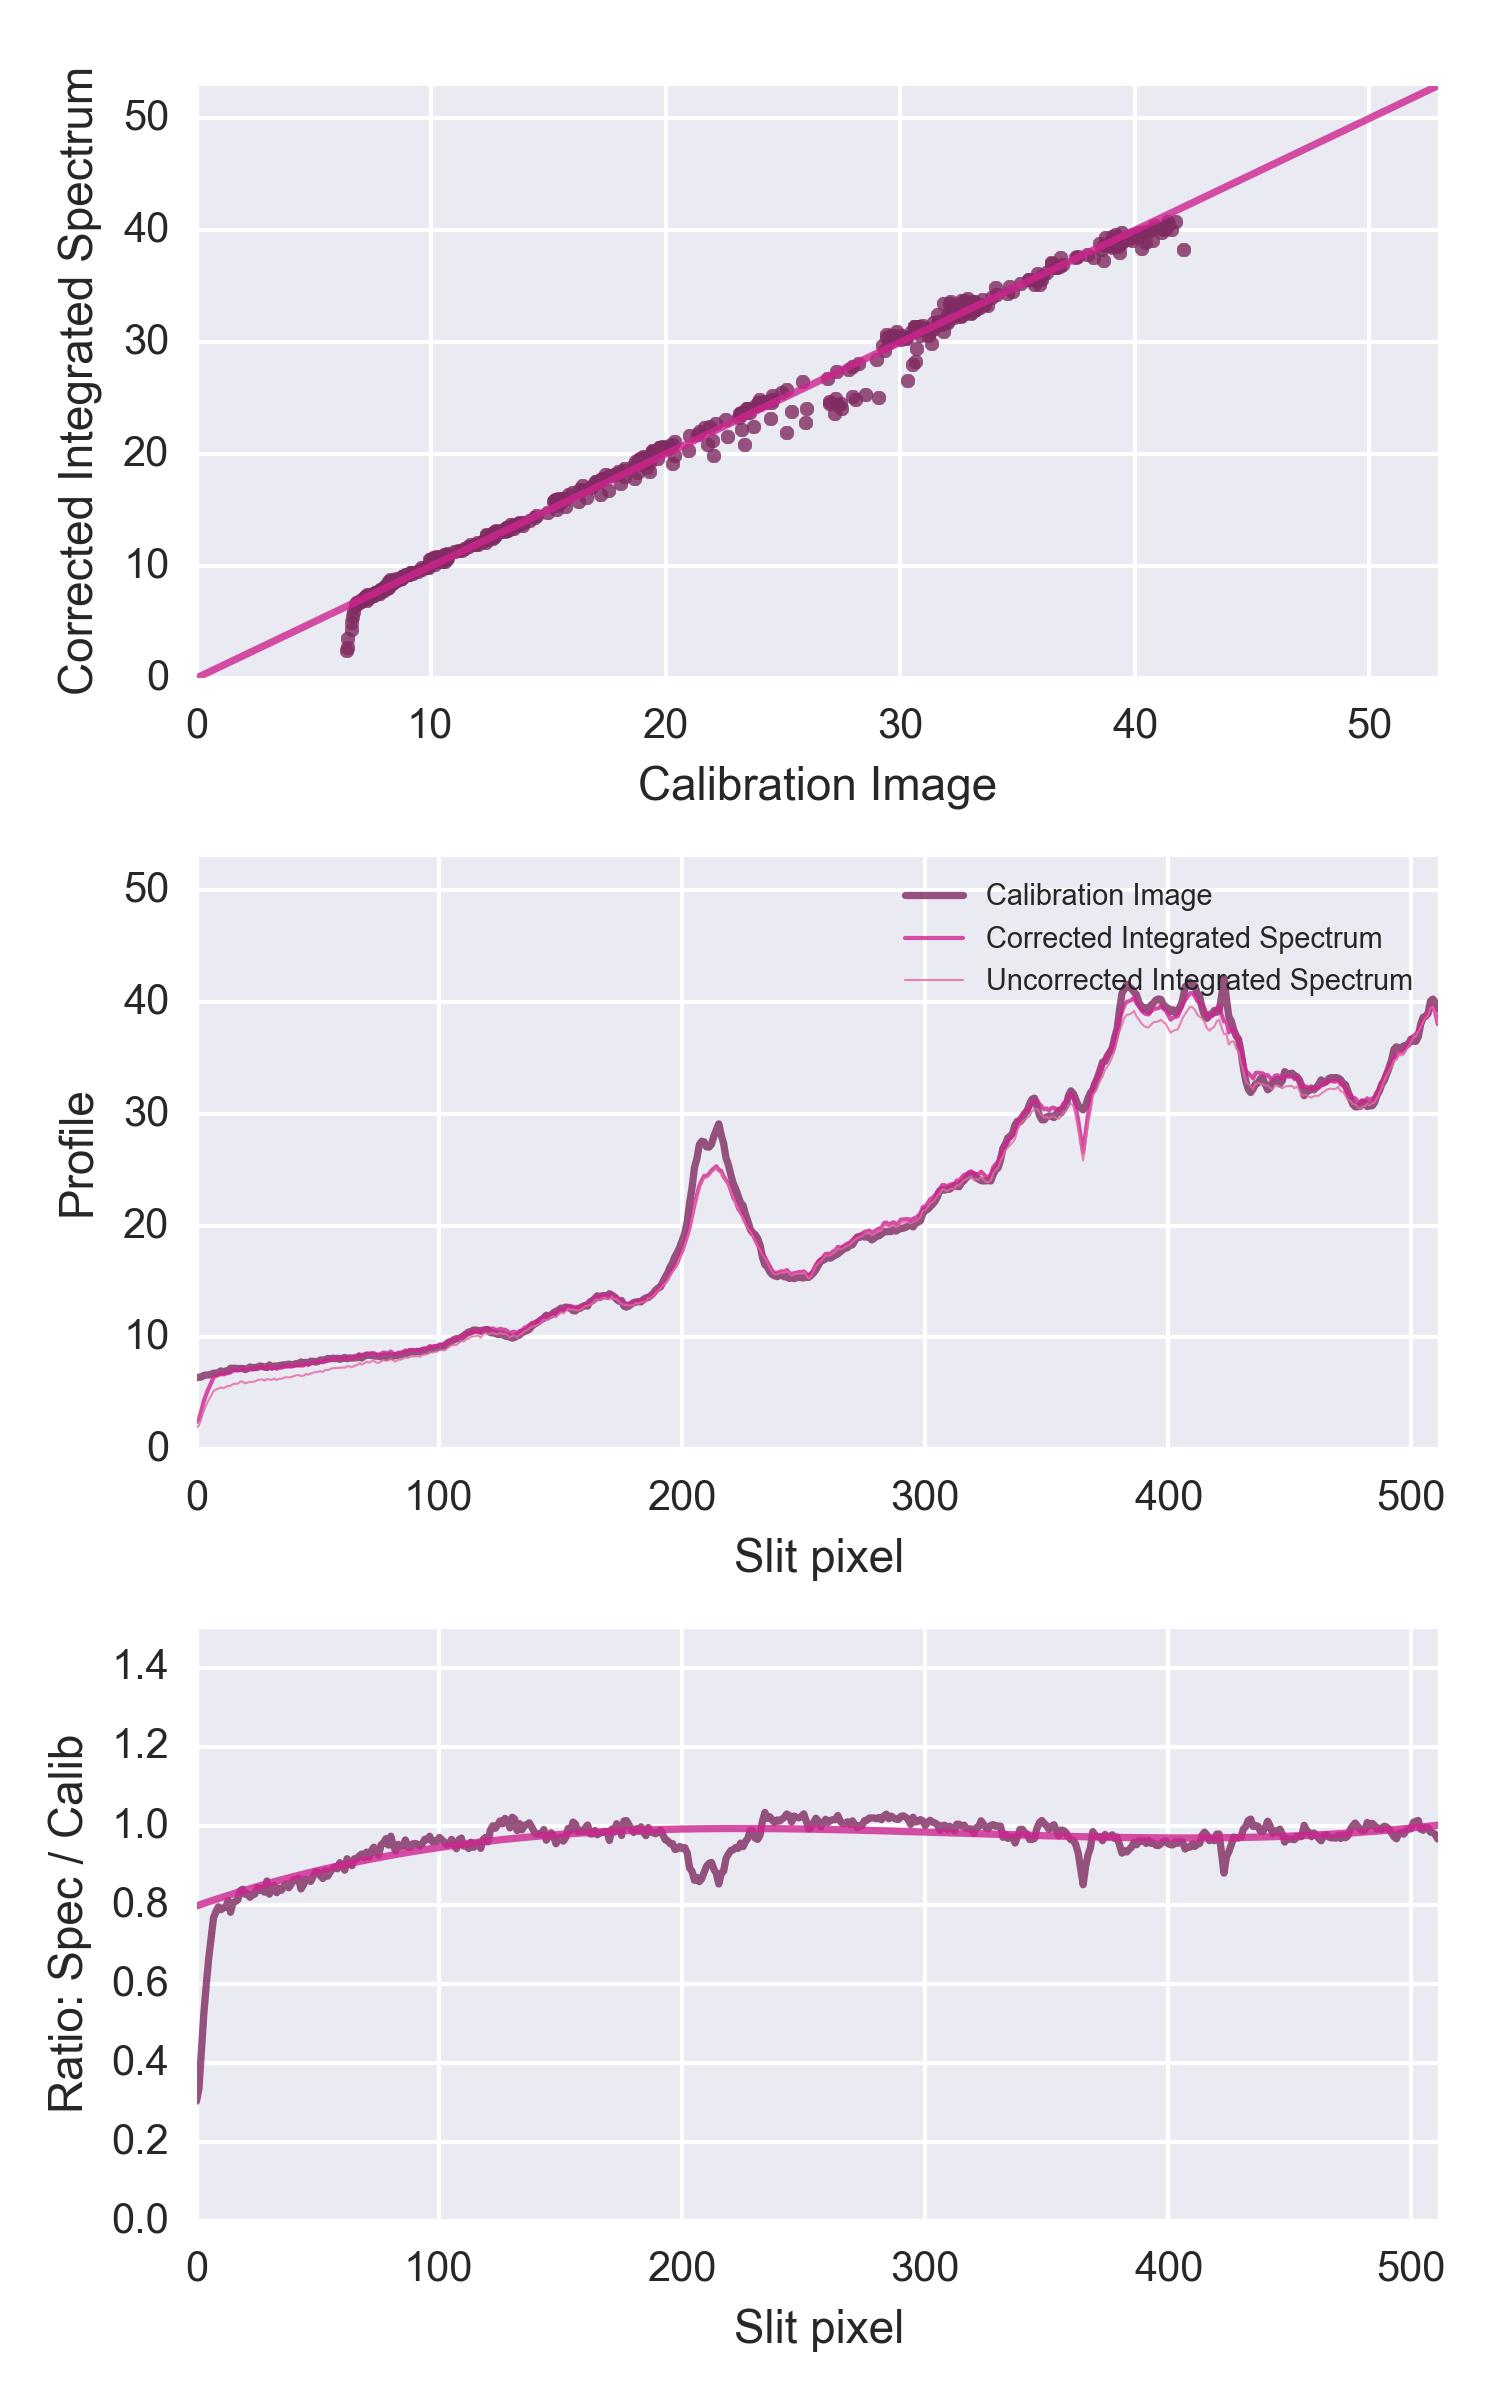 Corrected Integrated Spectrum
50
40
30
20
10
0
0 10 20 30 40 50
Calibration Image
Profile
50
40
30
20
10
0
Calibration Image
Corrected Integrated Spectrum
Uncorrected Integrated Spectrum
0 100 200 300 400 500
Slit pixel
Ratio: Spec / Calib
1.4
1.2
1.0
0.8
0.6
0.4
0.2
0.0
0 100 200 300 400 500
Slit pixel